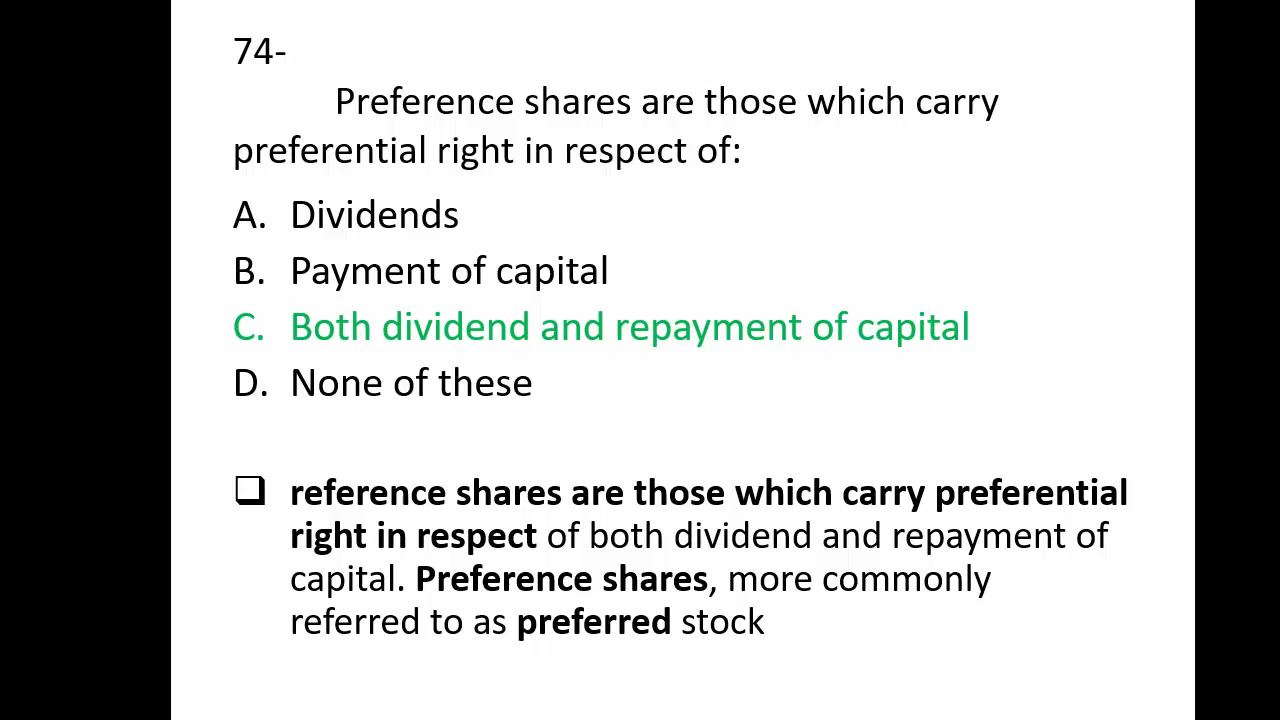 74-
Preference shares are those which carry
preferential right in respect of:
A. Dividends
B. Payment of capital
C. Both dividend and repayment of capital
D. None of these
❑ reference shares are those which carry preferential
right in respect of both dividend and repayment of
capital. Preference shares, more commonly
referred to as preferred stock